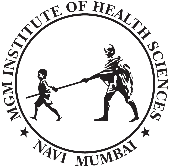 MGM INSTITUTE OF HEALTH SCIENCES
★ NAVI MUMBAI ★